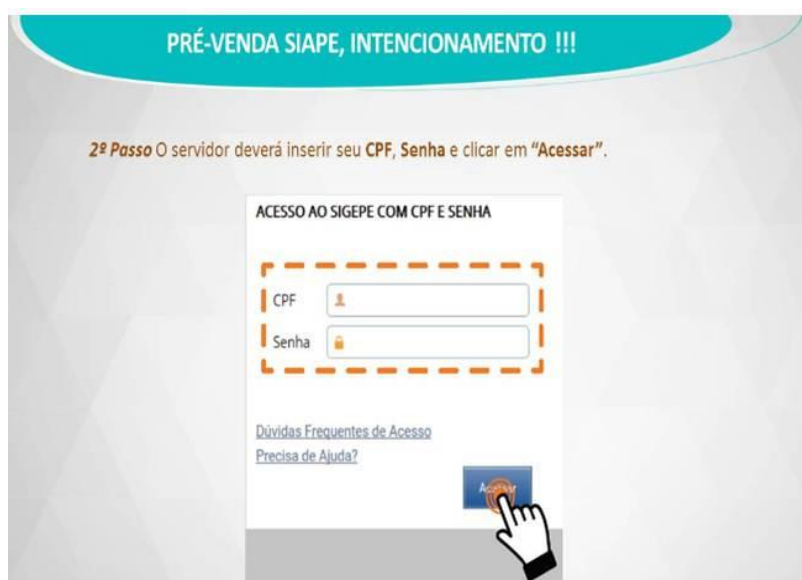 PRÉ-VENDA SIAPE, INTENCIONAMENTO !!!
2º Passo O servidor deverá inserir seu CPF, Senha e clicar em “Acessar”.
ACESSO AO SIGEPE COM CPF E SENHA
CPF
Senha
Dúvidas Frequentes de Acesso
Precisa de Ajuda?
Acessar